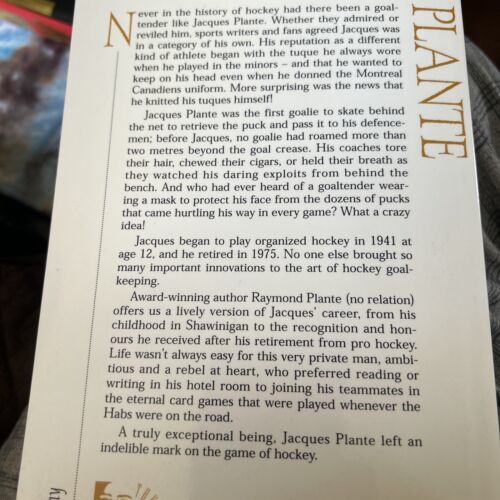 PLANTE
Never in the history of hockey had there been a goal-
tender like Jacques Plante. Whether they admired or
reviled him, sports writers and fans agreed Jacques was
in a category of his own. His reputation as a different
kind of athlete began with the tuque he always wore
when he played in the minors – and that he wanted to
keep on his head even when he donned the Montreal
Canadiens uniform. More surprising was the news that
he knitted his tuques himself!
Jacques Plante was the first goalie to skate behind
the net to retrieve the puck and pass it to his defence-
men; before Jacques, no goalie had roamed more than
two metres beyond the goal crease. His coaches tore
their hair, chewed their cigars, or held their breath as
they watched his daring exploits from behind the
bench. And who had ever heard of a goaltender wear-
ing a mask to protect his face from the dozens of pucks
that came hurtling his way in every game? What a crazy
idea!
Jacques began to play organized hockey in 1941 at
age 12, and he retired in 1975. No one else brought so
many important innovations to the art of hockey goal-
keeping.
Award-winning author Raymond Plante (no relation)
offers us a lively version of Jacques' career, from his
childhood in Shawinigan to the recognition and hon-
ours he received after his retirement from pro hockey.
Life wasn't always easy for this very private man, ambi-
tious and a rebel at heart, who preferred reading or
writing in his hotel room to joining his teammates in
the eternal card games that were played whenever the
Habs were on the road.
A truly exceptional being, Jacques Plante left an
indelible mark on the game of hockey.